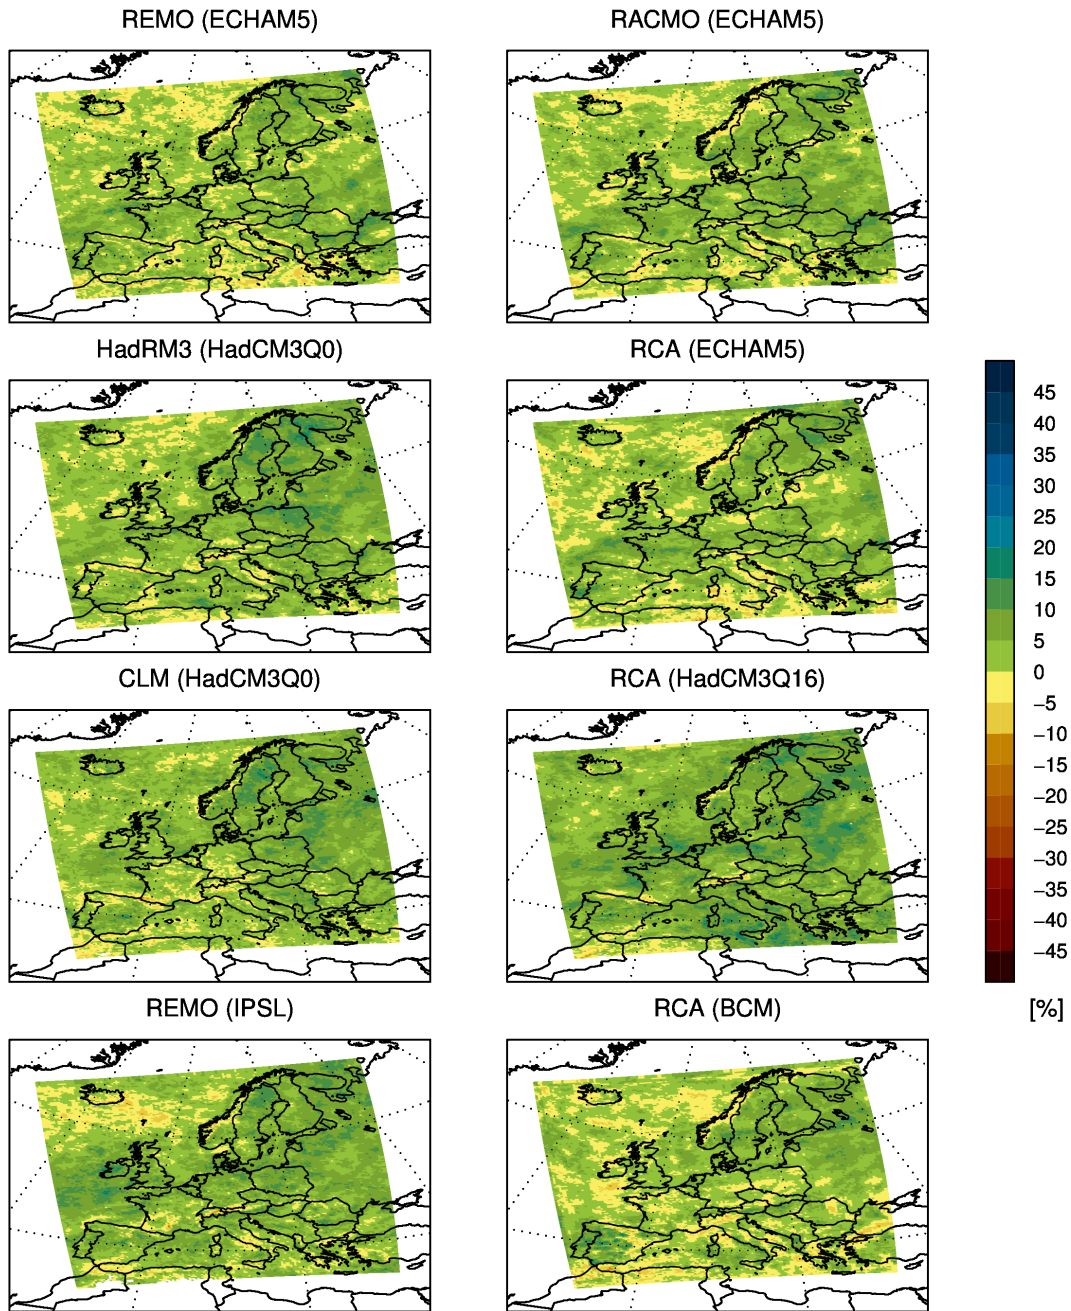 REMO (ECHAM5)
RACMO (ECHAM5)
HadRM3 (HadCM3Q0)
RCA (ECHAM5)
CLM (HadCM3Q0)
RCA (HadCM3Q16)
REMO (IPSL)
RCA (BCM)
45
40
35
30
25
20
15
10
5
0
−5
−10
−15
−20
−25
−30
−35
−40
−45
[%]